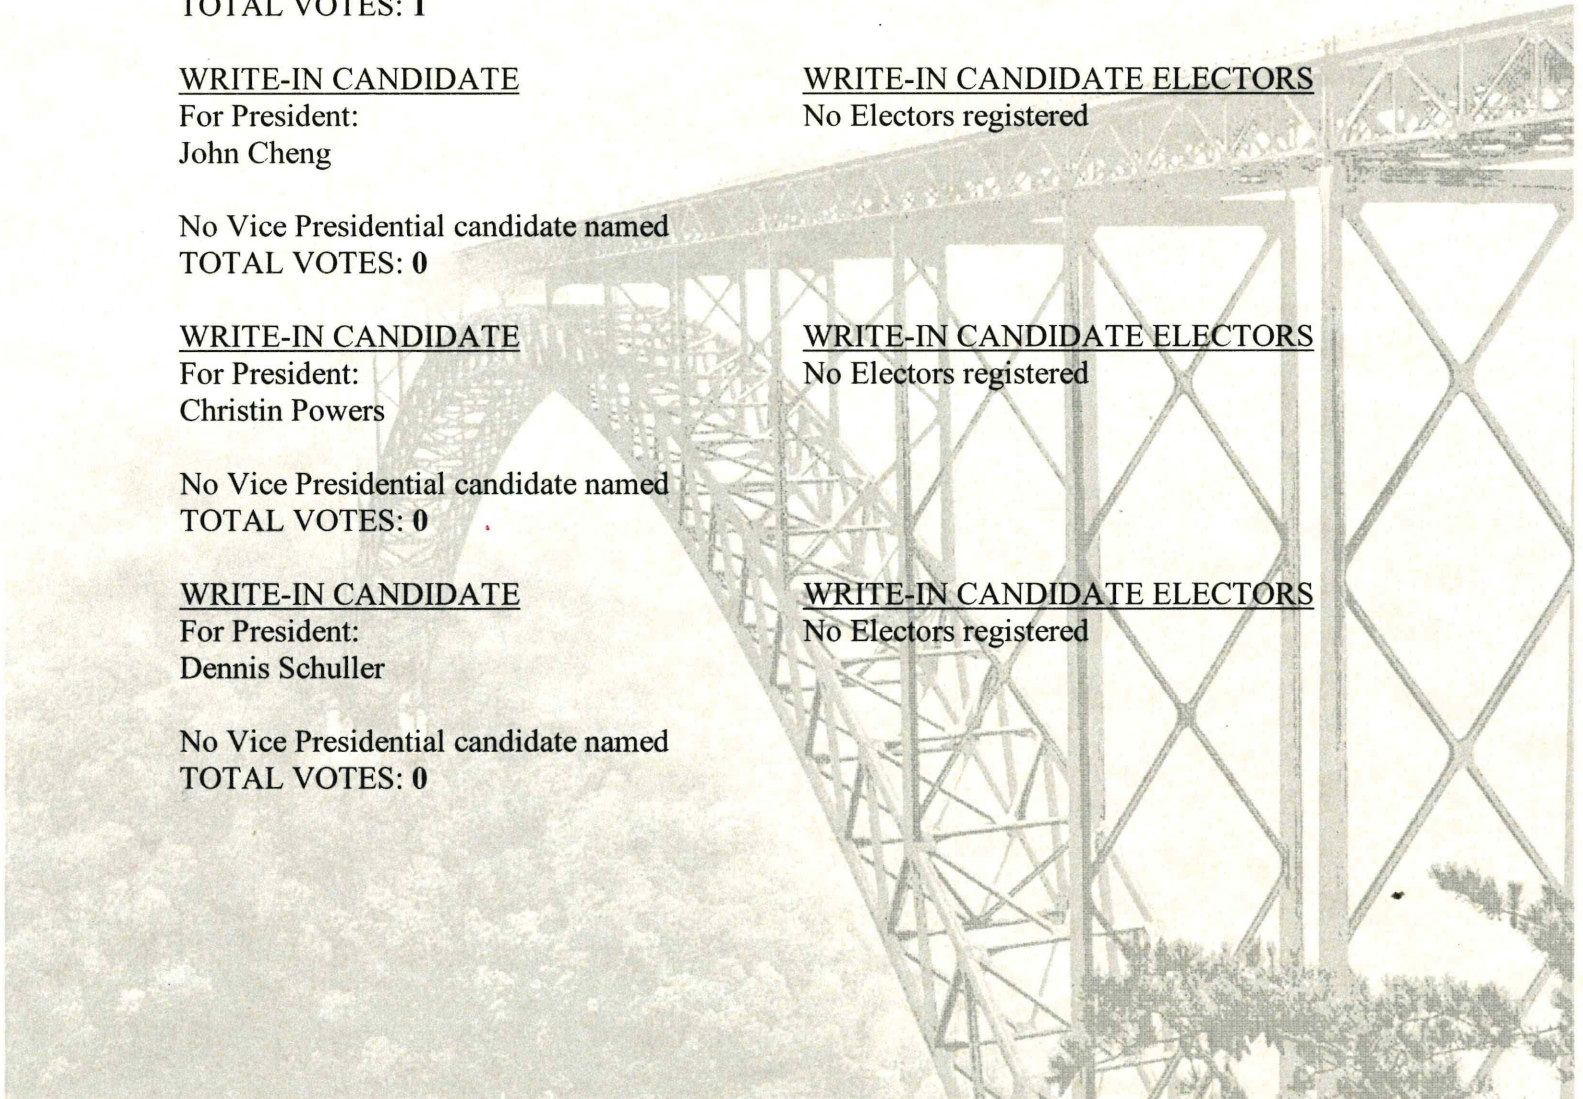 TOTAL VOTES: 1
WRITE-IN CANDIDATE
For President:
John Cheng
No Vice Presidential candidate named
TOTAL VOTES: 0
WRITE-IN CANDIDATE ELECTORS
No Electors registered
WRITE-IN CANDIDATE
For President:
Christin Powers
No Vice Presidential candidate named
TOTAL VOTES: 0
WRITE-IN CANDIDATE ELECTORS
No Electors registered
WRITE-IN CANDIDATE
For President:
Dennis Schuller
No Vice Presidential candidate named
TOTAL VOTES: 0
WRITE-IN CANDIDATE ELECTORS
No Electors registered